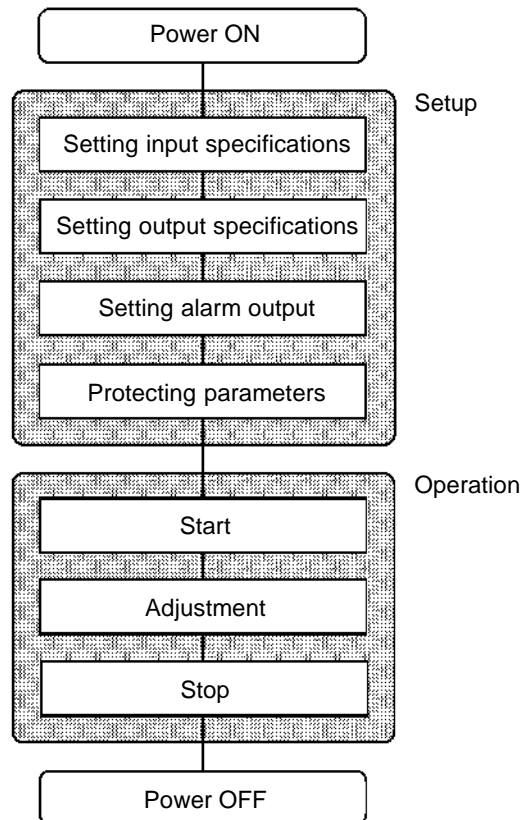 Power ON
Setup
Setting input specifications
Setting output specifications
Setting alarm output
Protecting parameters
Operation
Start
Adjustment
Stop
Power OFF